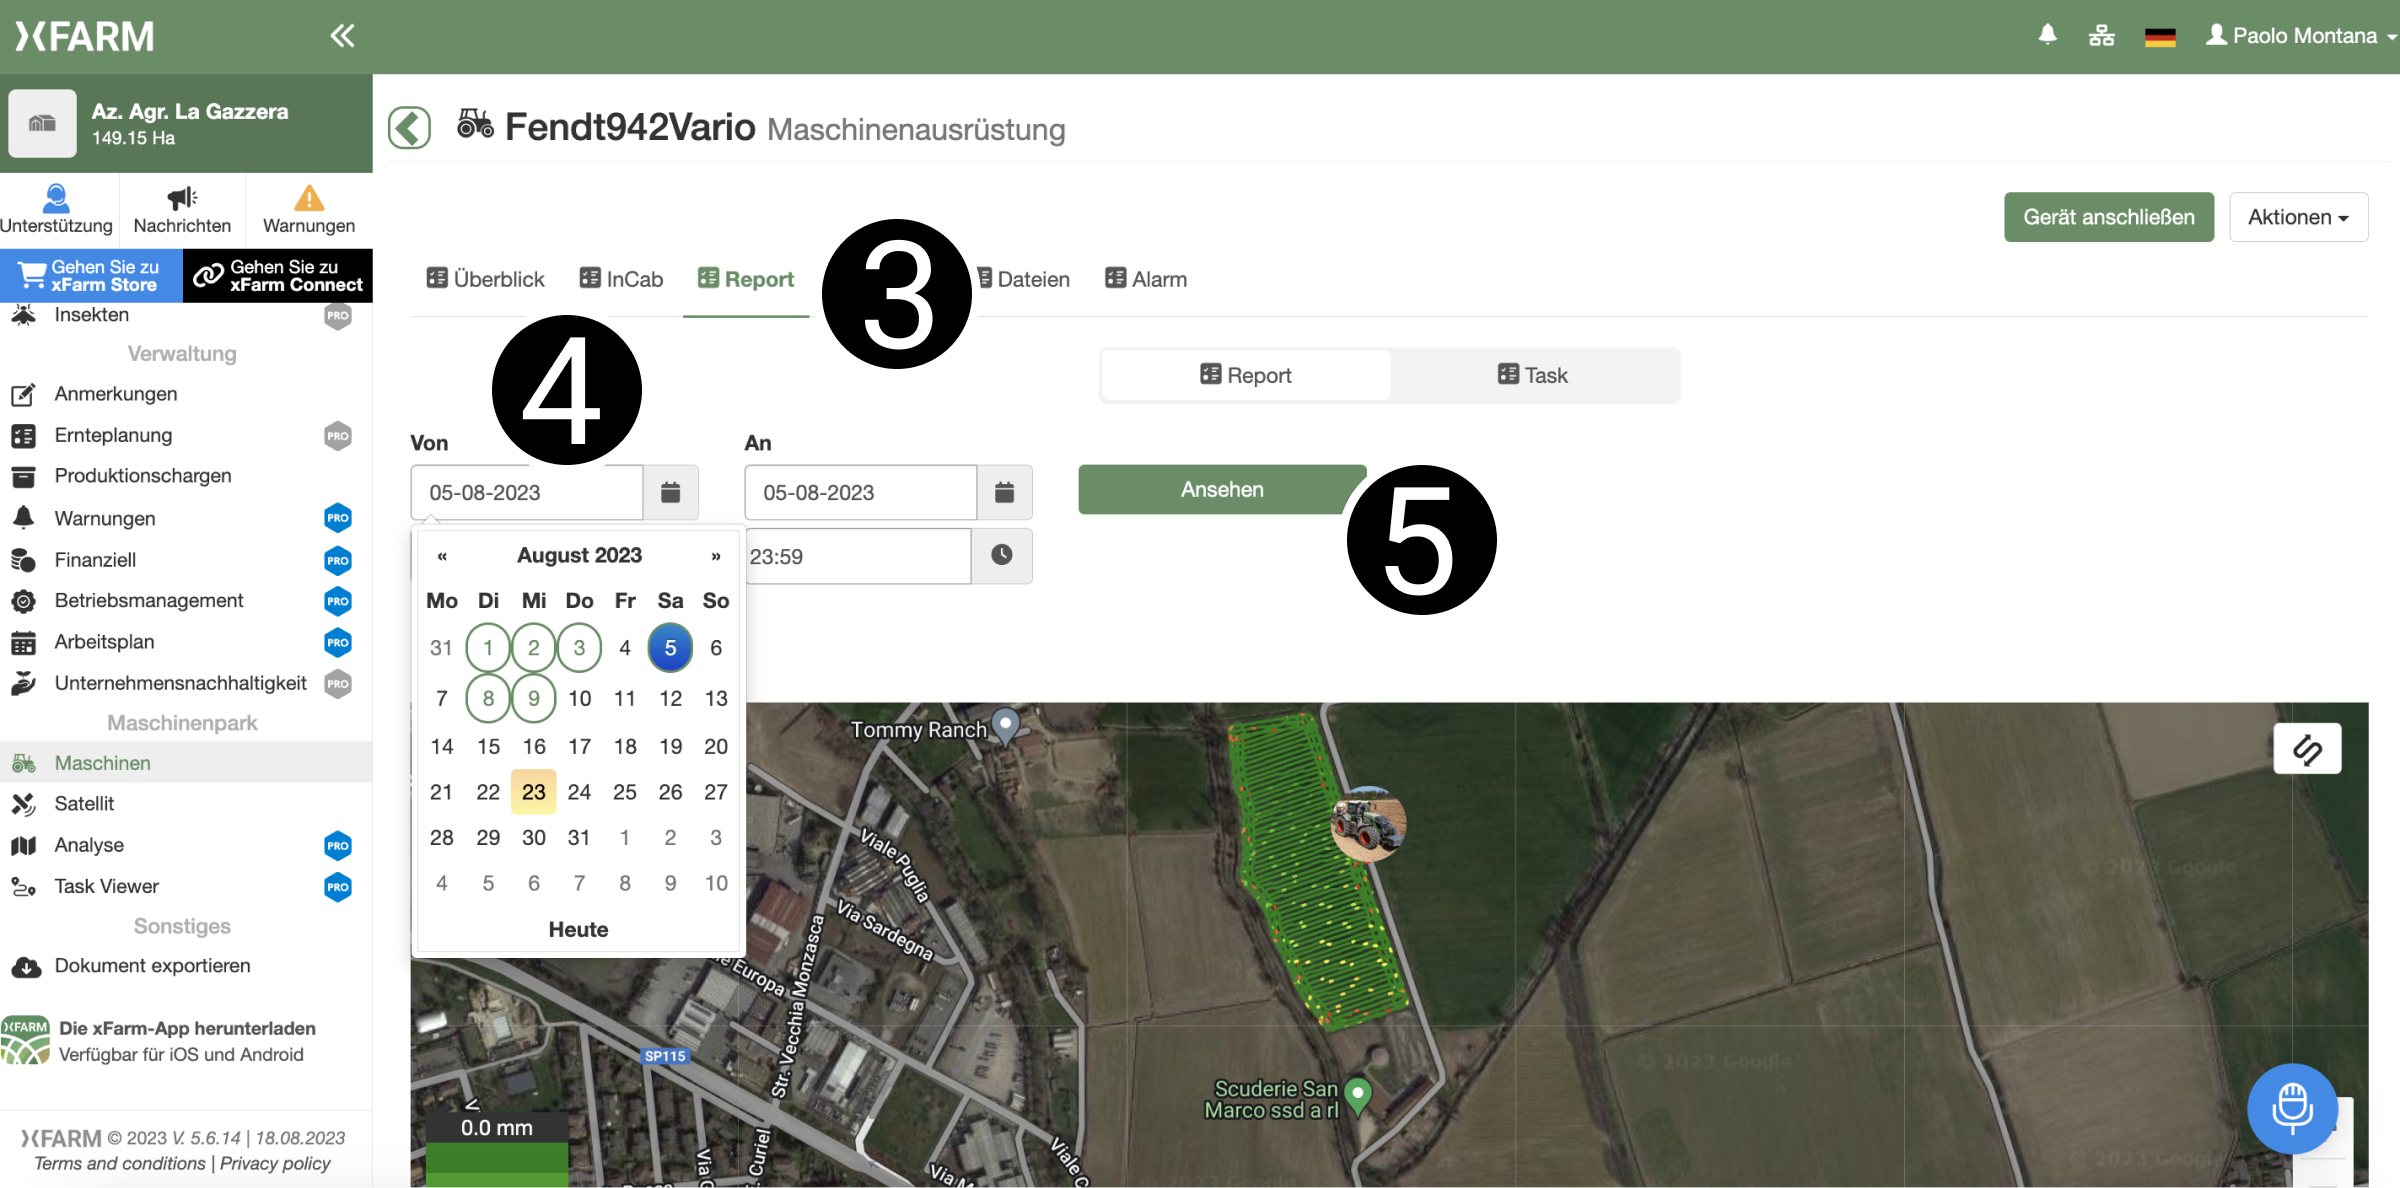 XFARM
Paolo Montana
Az. Agr. La Gazzera
149.15 Ha
Unterstützung
Nachrichten
Warnungen
Gehen Sie zu
xFarm Store
Gehen Sie zu
xFarm Connect
Insekten
PRO
Verwaltung
Anmerkungen
Ernteplanung
PRO
Produktionschargen
Warnungen
PRO
Finanziell
PRO
Betriebsmanagement
PRO
Arbeitsplan
PRO
Unternehmensnachhaltigkeit
PRO
Maschinenpark
Maschinen
Satellit
Analyse
PRO
Task Viewer
PRO
Sonstiges
Dokument exportieren
XFARM
Die xFarm-App herunterladen
Verfügbar für iOS und Android
XFARM © 2023 V. 5.6.14 | 18.08.2023
Terms and conditions | Privacy policy
Fendt942Vario Maschinenausrüstung
Gerät anschließen
Aktionen
Überblick
InCab
Report
3
Dateien
Alarm
4
Report
Task
Von
An
05-08-2023
05-08-2023
Ansehen
5
23:59
« August 2023 »
Mo Di Mi Do Fr Sa So
31 1 2 3 4 5 6
7 8 9 10 11 12 13
14 15 16 17 18 19 20
21 22 23 24 25 26 27
28 29 30 31 1 2 3
4 5 6 7 8 9 10
Heute
Tommy Ranch
Viale Puglia
Via Sardegna
Europa
Str. Vecchia Monzasca
SP115
Scuderie San
Marco ssd a rl
0.0 mm
Curiel
Viale C
Via M
© 2023 Google
© 2023 Google
© 2023 Google